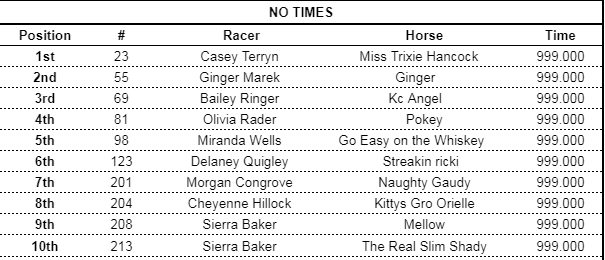 NO TIMES
Position # Racer Horse Time
1st 23 Casey Terryn Miss Trixie Hancock 999.000
2nd 55 Ginger Marek Ginger 999.000
3rd 69 Bailey Ringer Kc Angel 999.000
4th 81 Olivia Rader Pokey 999.000
5th 98 Miranda Wells Go Easy on the Whiskey 999.000
6th 123 Delaney Quigley Streakin ricki 999.000
7th 201 Morgan Congrove Naughty Gaudy 999.000
8th 204 Cheyenne Hillock Kittys Gro Orielle 999.000
9th 208 Sierra Baker Mellow 999.000
10th 213 Sierra Baker The Real Slim Shady 999.000